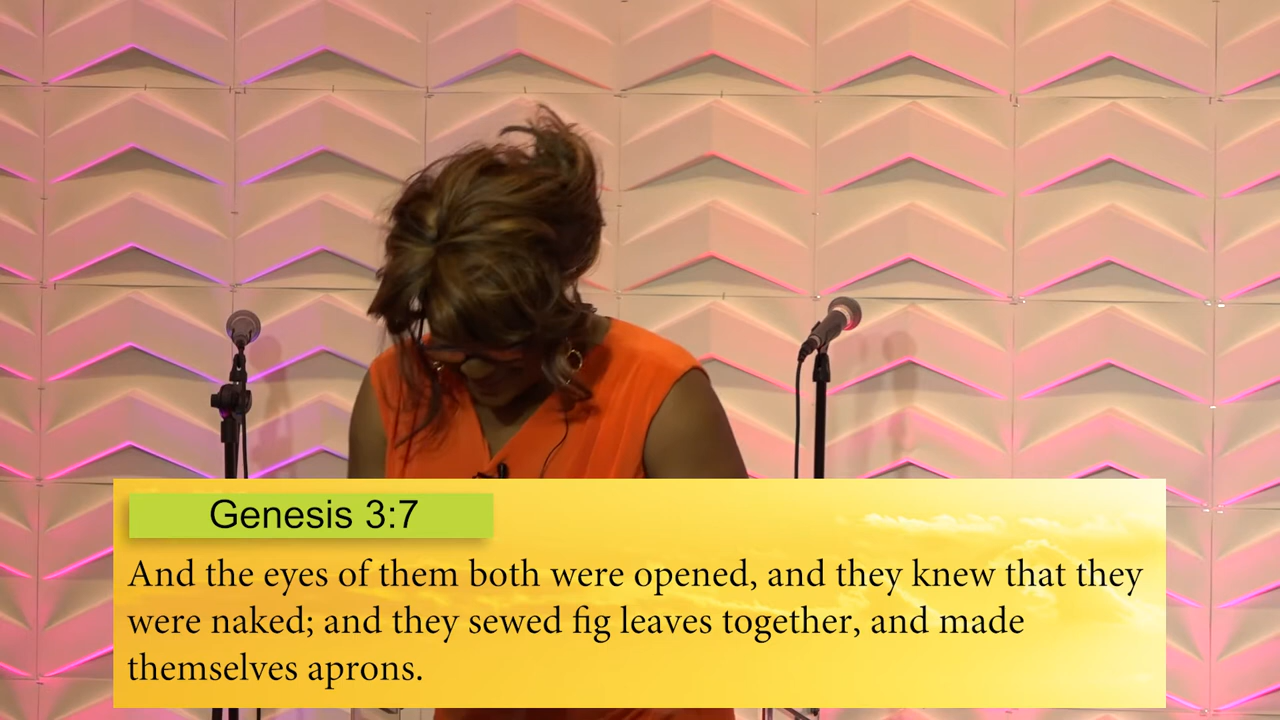 Genesis 3:7
And the eyes of them both were opened, and they knew that they
were naked; and they sewed fig leaves together, and made
themselves aprons.